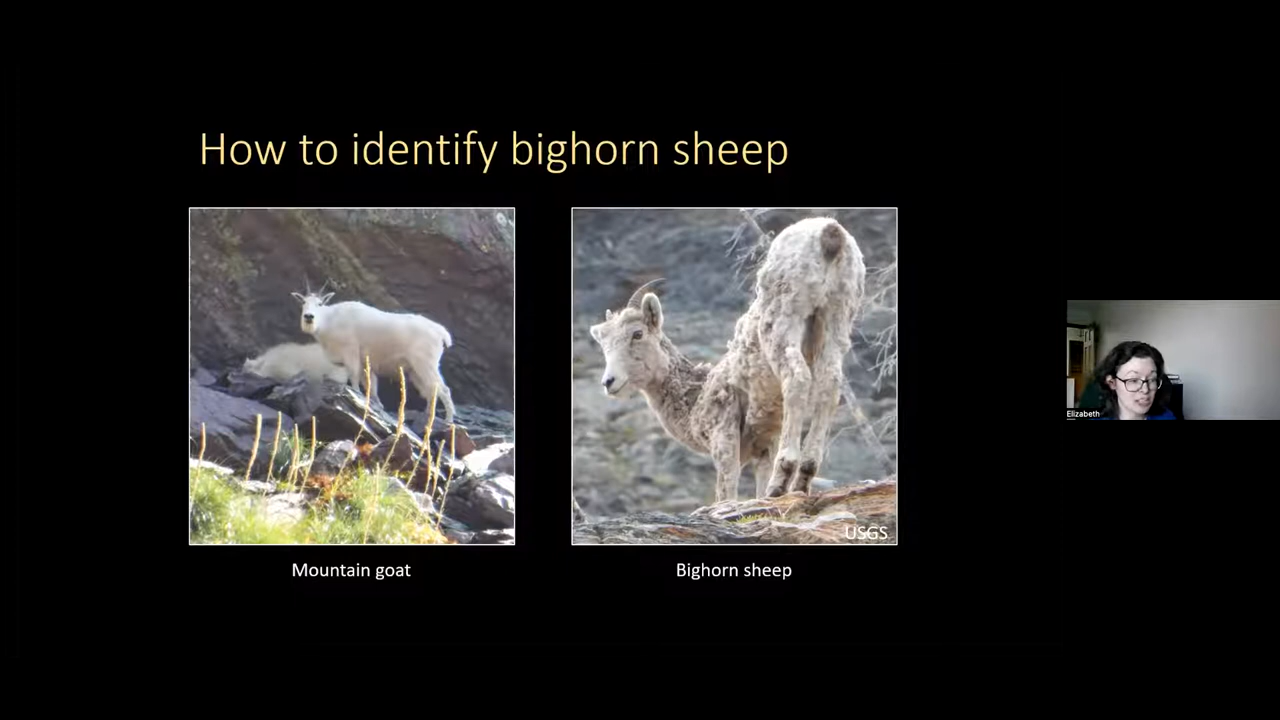 How to identify bighorn sheep
USGS
Mountain goat
Bighorn sheep
Elizabeth